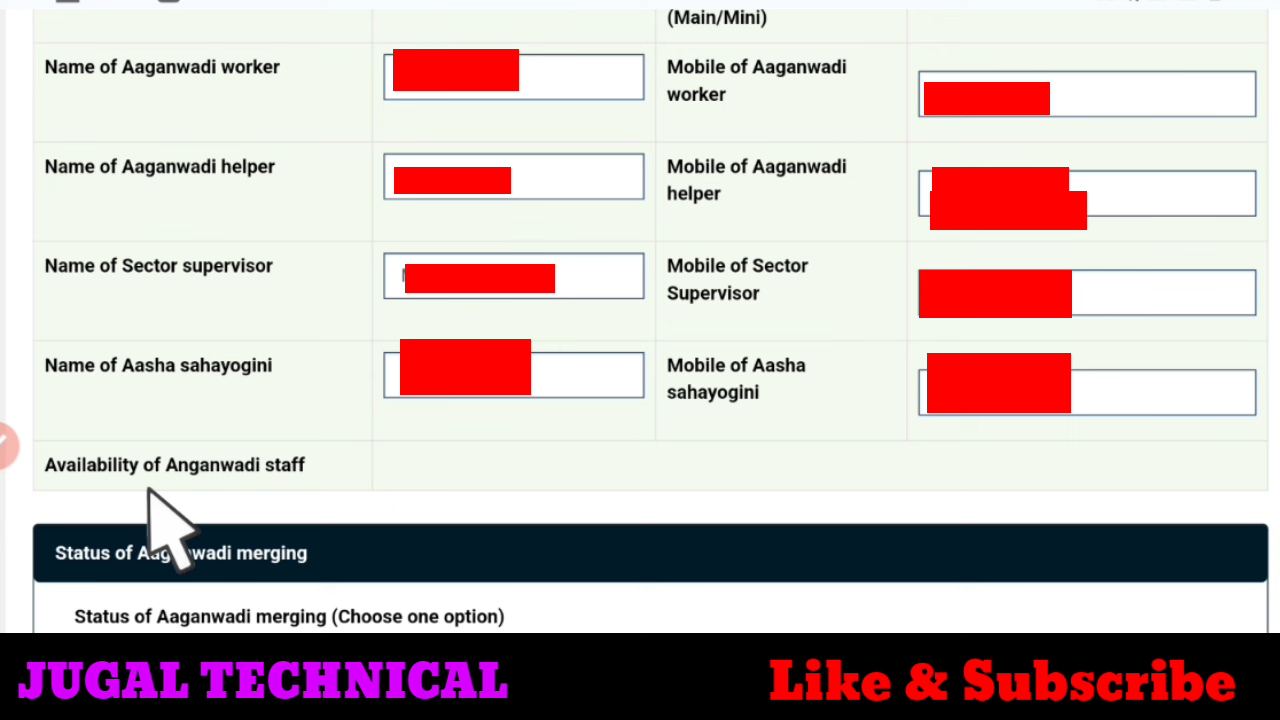 (Main/Mini)
Name of Aaganwadi worker
Mobile of Aaganwadi
worker
Name of Aaganwadi helper
Mobile of Aaganwadi
helper
Name of Sector supervisor
Mobile of Sector
Supervisor
Name of Aasha sahayogini
Mobile of Aasha
sahayogini
Availability of Anganwadi staff
Status of Aaganwadi merging
Status of Aaganwadi merging (Choose one option)
JUGAL TECHNICAL
Like & Subscribe